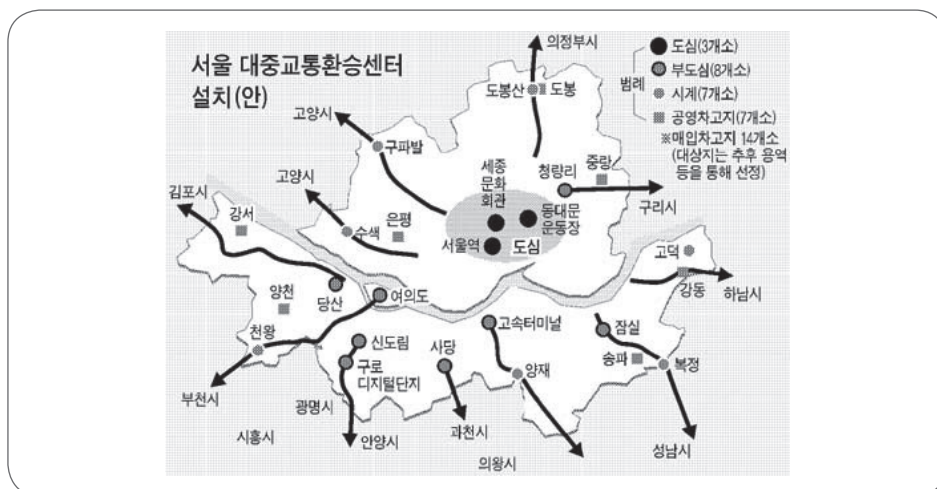 서울 대중교통환승센터
설치(안)
범례
도심(3개소)
부도심(8개소)
시계(7개소)
공영차고지(7개소)
※매입차고지 14개소
(대상지는 추후 용역
등을 통해 선정)
의정부시
도봉산
도봉
고양시
구파발
세종
문화
회관
청량리
중랑
구리시
고양시
수색
은평
동대문
운동장
서울역
도심
김포시
강서
고덕
강동
하남시
양천
당산
여의도
천왕
부천시
신도림
구로
디지털단지
사당
고속터미널
양재
잠실
송파
복정
광명시
시흥시
안양시
과천시
의왕시
성남시